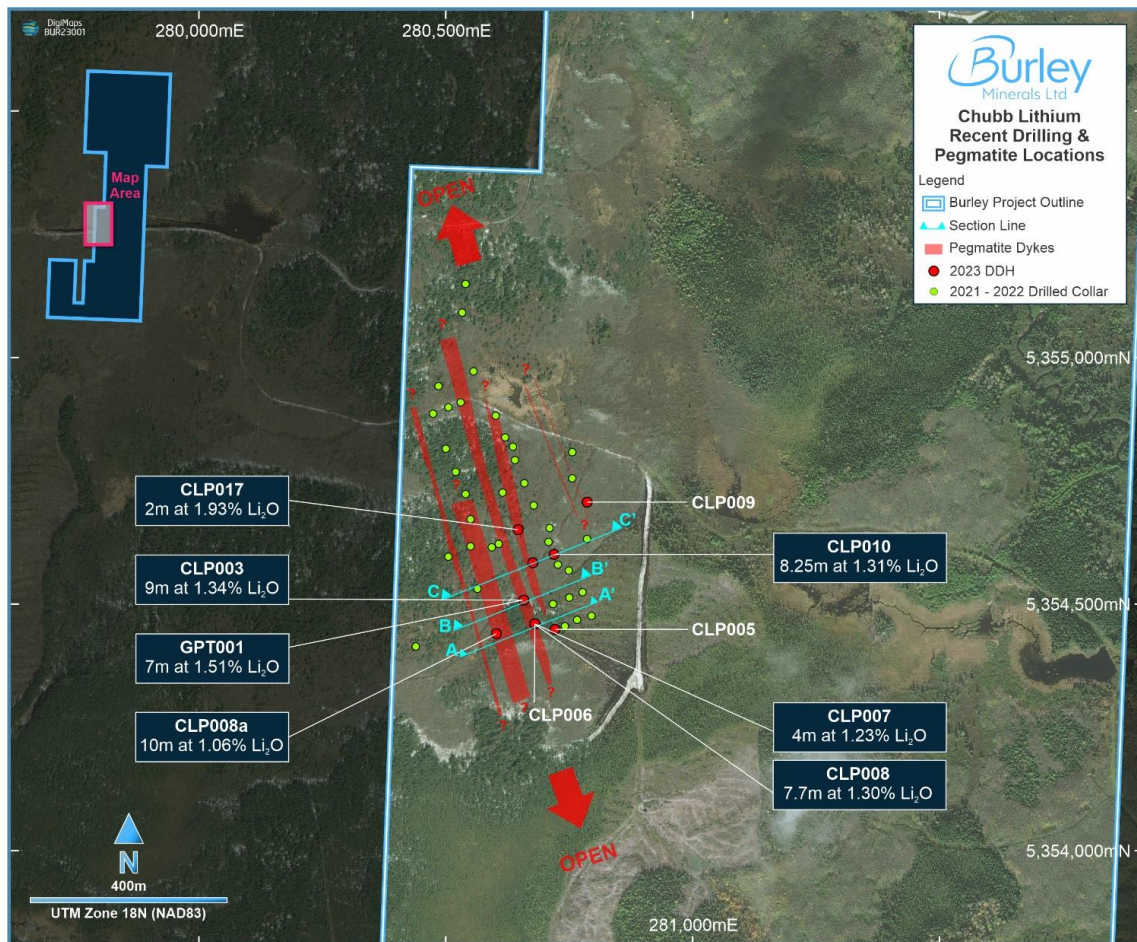 DigiMaps
BUR23001
280,000mE
280,500mE
Burley
Minerals Ltd
Chubb Lithium
Recent Drilling &
Pegmatite Locations
Legend
Burley Project Outline
Section Line
Pegmatite Dykes
2023 DDH
2021 - 2022 Drilled Collar
Map
Area
OPEN
5,355,000mN
?
?
?
?
?
CLP017
2m at 1.93% Li₂O
CLP009
?
C'
CLP003
9m at 1.34% Li₂O
CLP010
8.25m at 1.31% Li₂O
C
B'
A'
5,354,500mN
B
GPT001
7m at 1.51% Li₂O
A
CLP005
CLP008a
10m at 1.06% Li₂O
?
?
?
CLP006
CLP007
4m at 1.23% Li₂O
CLP008
7.7m at 1.30% Li₂O
OPEN
N
400m
UTM Zone 18N (NAD83)
5,354,000mN
281,000mE